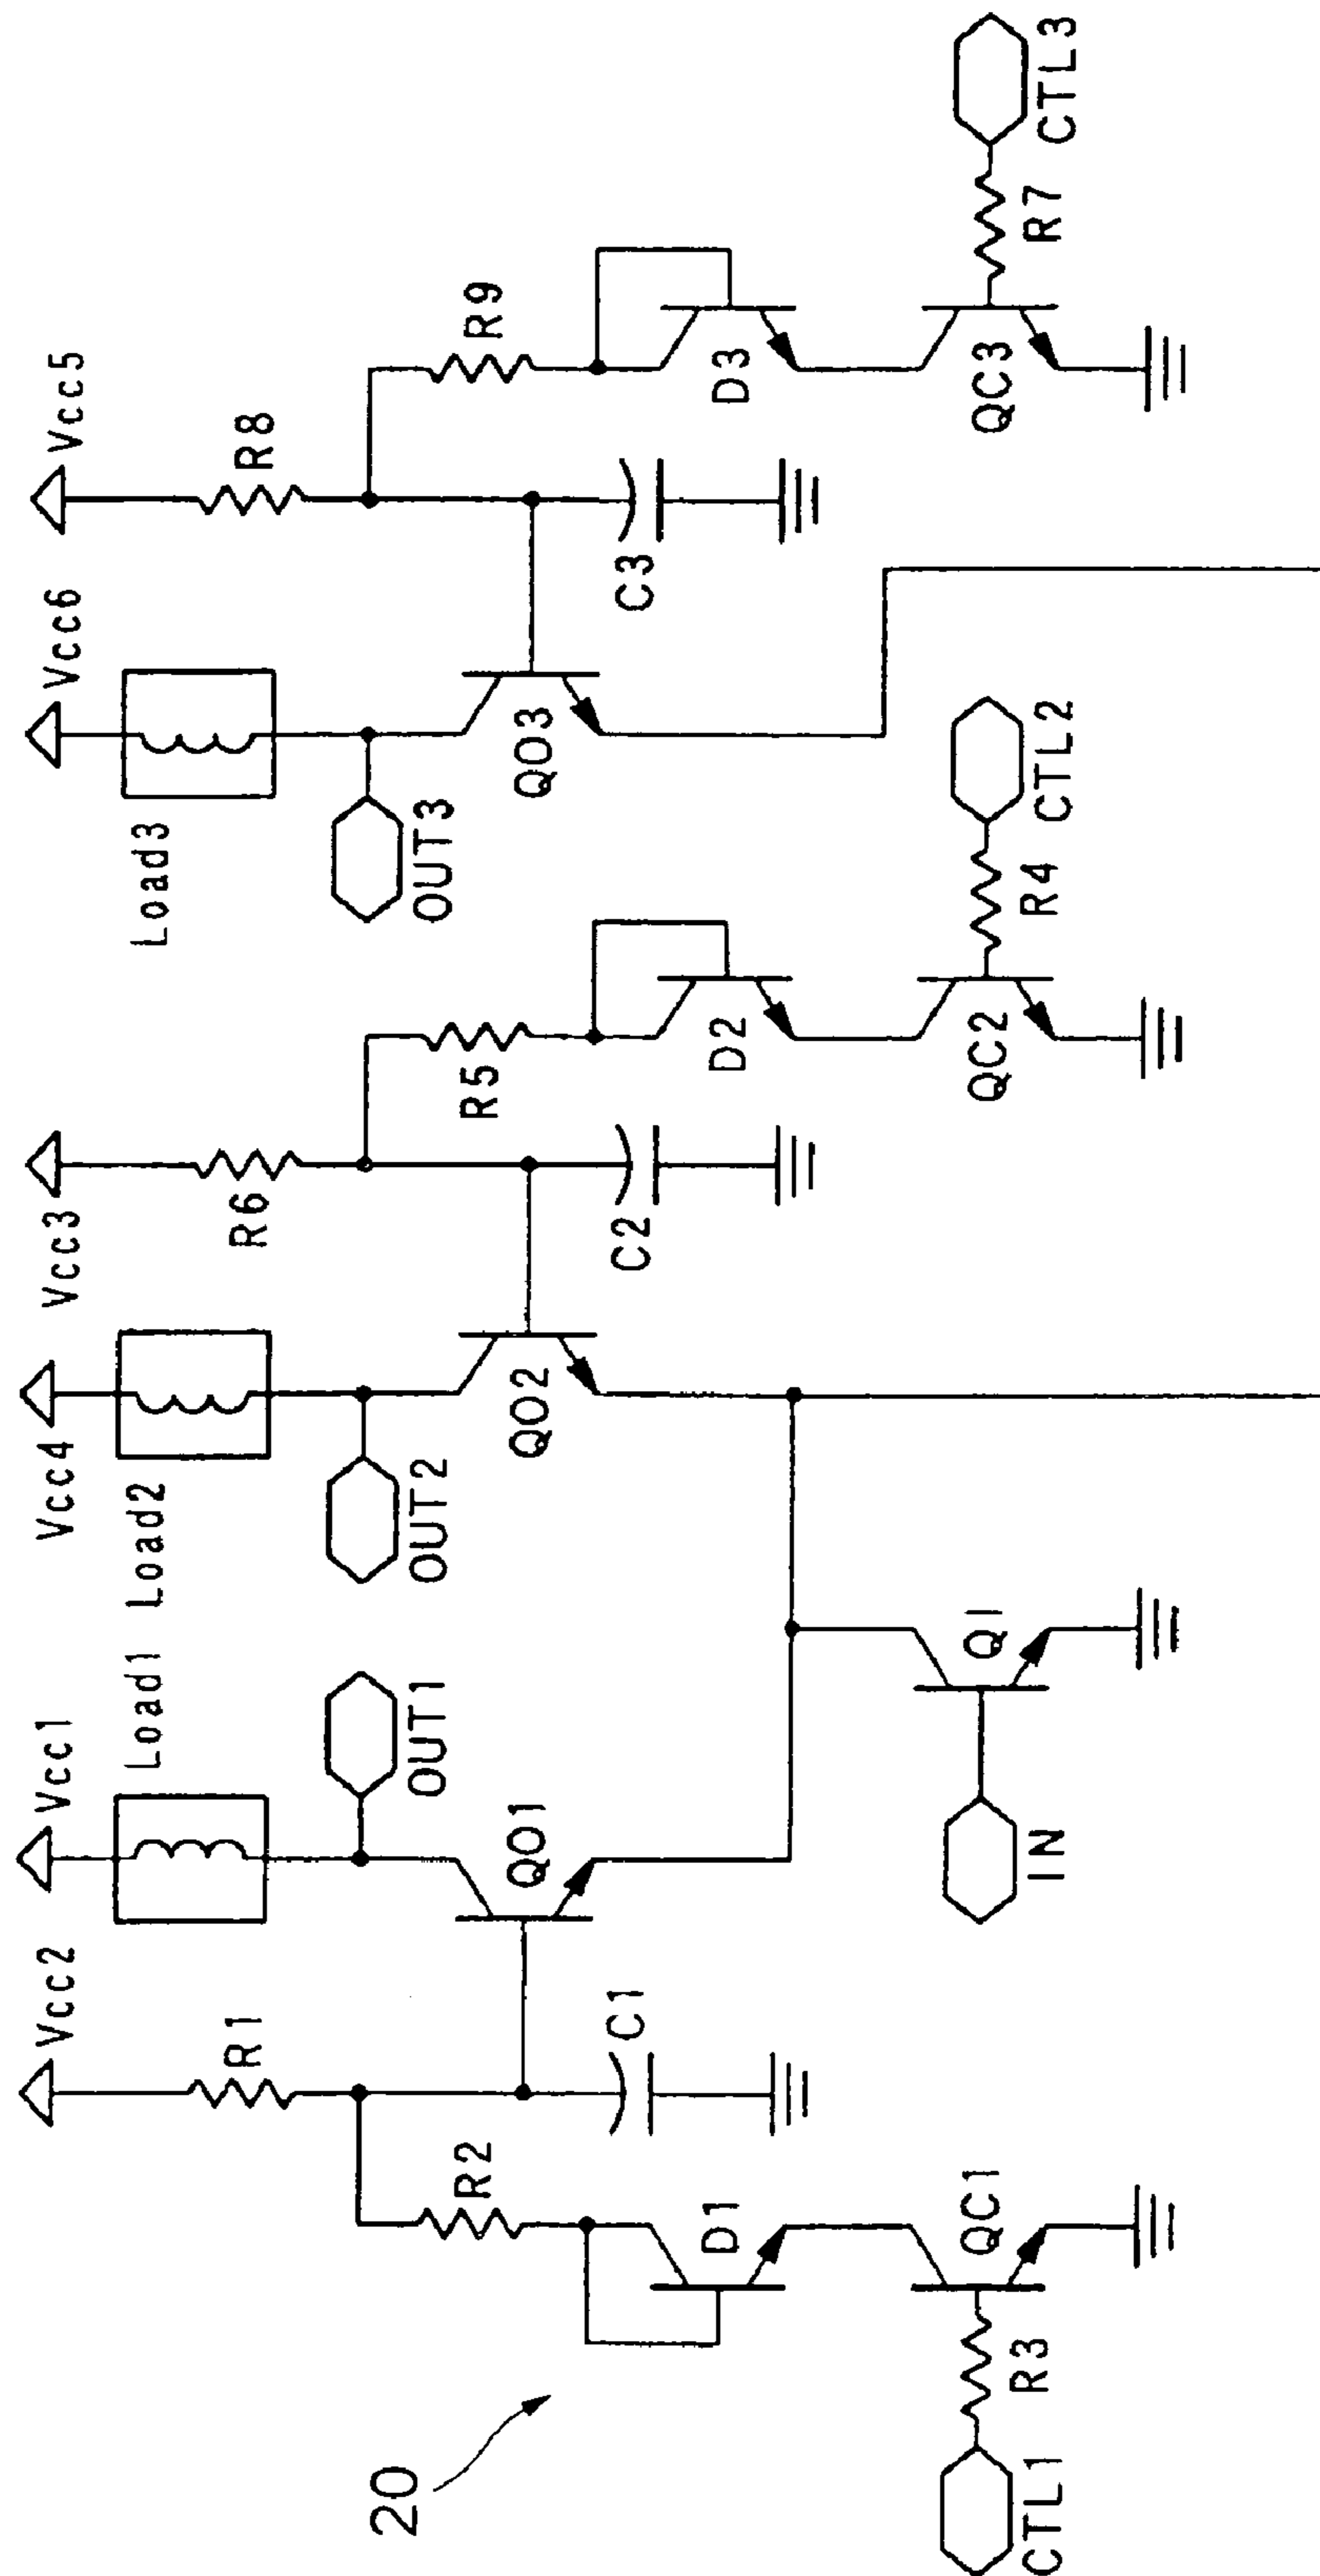 Vcc2
Vcc1
Vcc4
Vcc3
Vcc6
Vcc5
Load1
Load2
Load3
R1
R6
R8
OUT1
OUT2
OUT3
R2
R5
R9
QO1
QO2
QO3
C1
C2
C3
D1
D2
D3
20
QC1
QI
QC2
QC3
R3
R4
R7
CTL1
IN
CTL2
CTL3